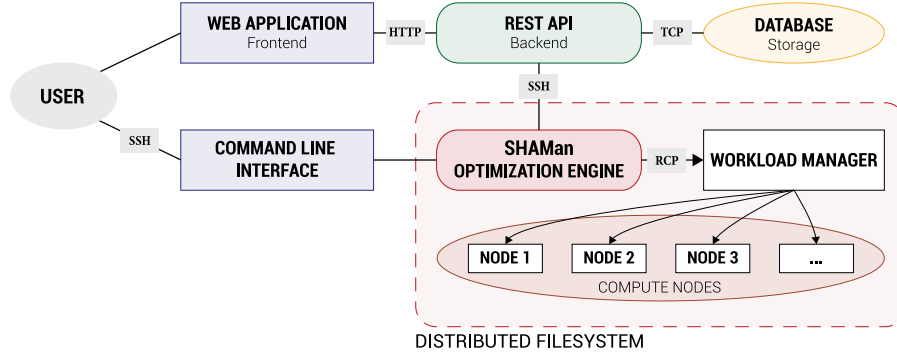 WEB APPLICATION
Frontend
HTTP
REST API
Backend
TCP
DATABASE
Storage
USER
SSH
SSH
COMMAND LINE
INTERFACE
SHAMan
OPTIMIZATION ENGINE
RCP
WORKLOAD MANAGER
NODE 1
NODE 2
NODE 3
...
COMPUTE NODES
DISTRIBUTED FILESYSTEM